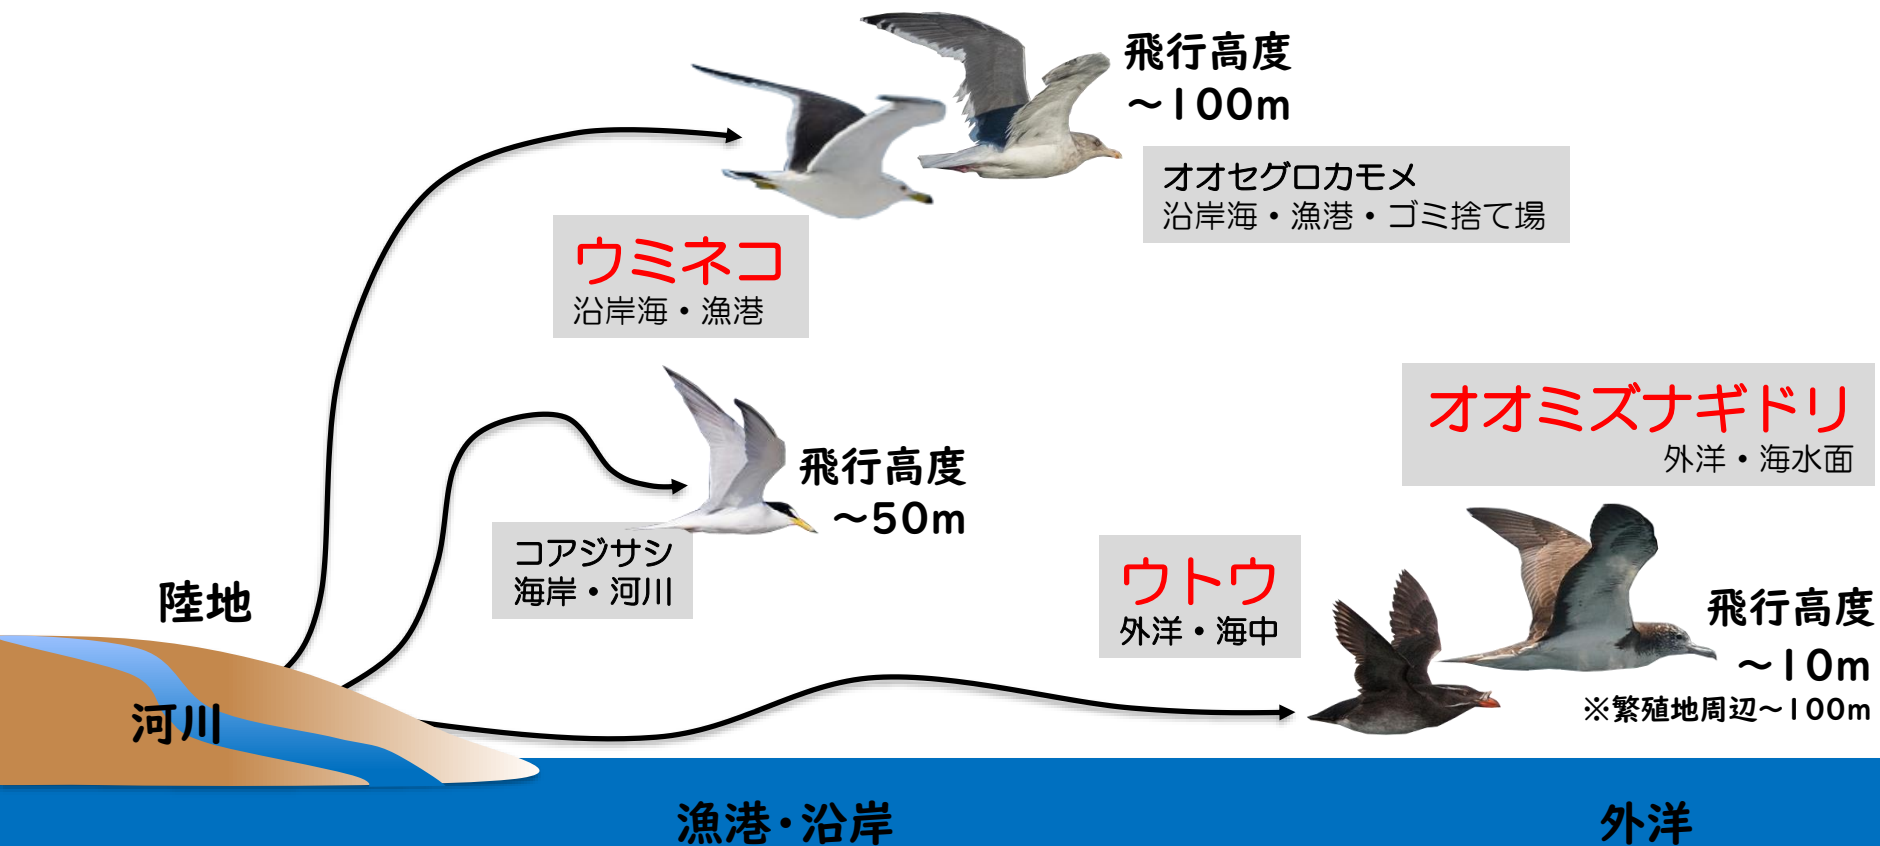 飛行高度
～100m
オオセグロカモメ
沿岸海・漁港・ゴミ捨て場
ウミネコ
沿岸海・漁港
オオミズナギドリ
外洋・海水面
飛行高度
～50m
コアジサシ
海岸・河川
ウトウ
外洋・海中
飛行高度
～10m
※繁殖地周辺～100m
陸地
河川
漁港・沿岸
外洋